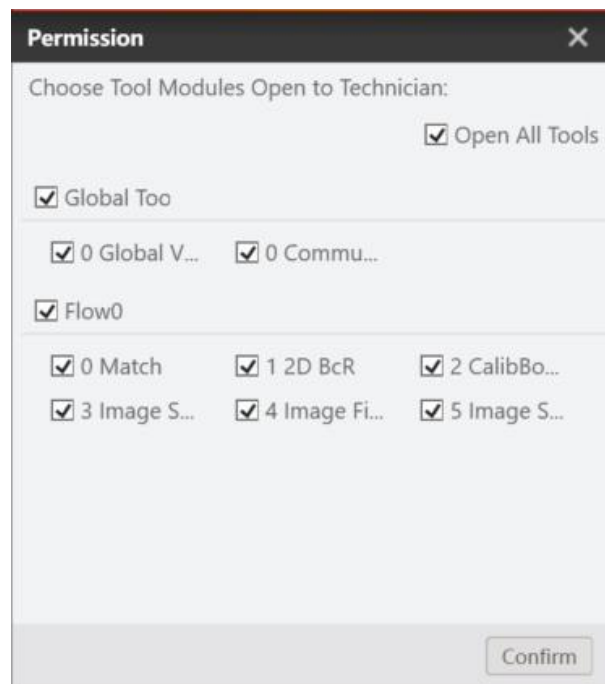 Permission
Choose Tool Modules Open to Technician:
Open All Tools
Global Too
0 Global V... 0 Commu...
Flow0
0 Match 1 2D BcR 2 CalibBo...
3 Image S... 4 Image Fi... 5 Image S...
Confirm